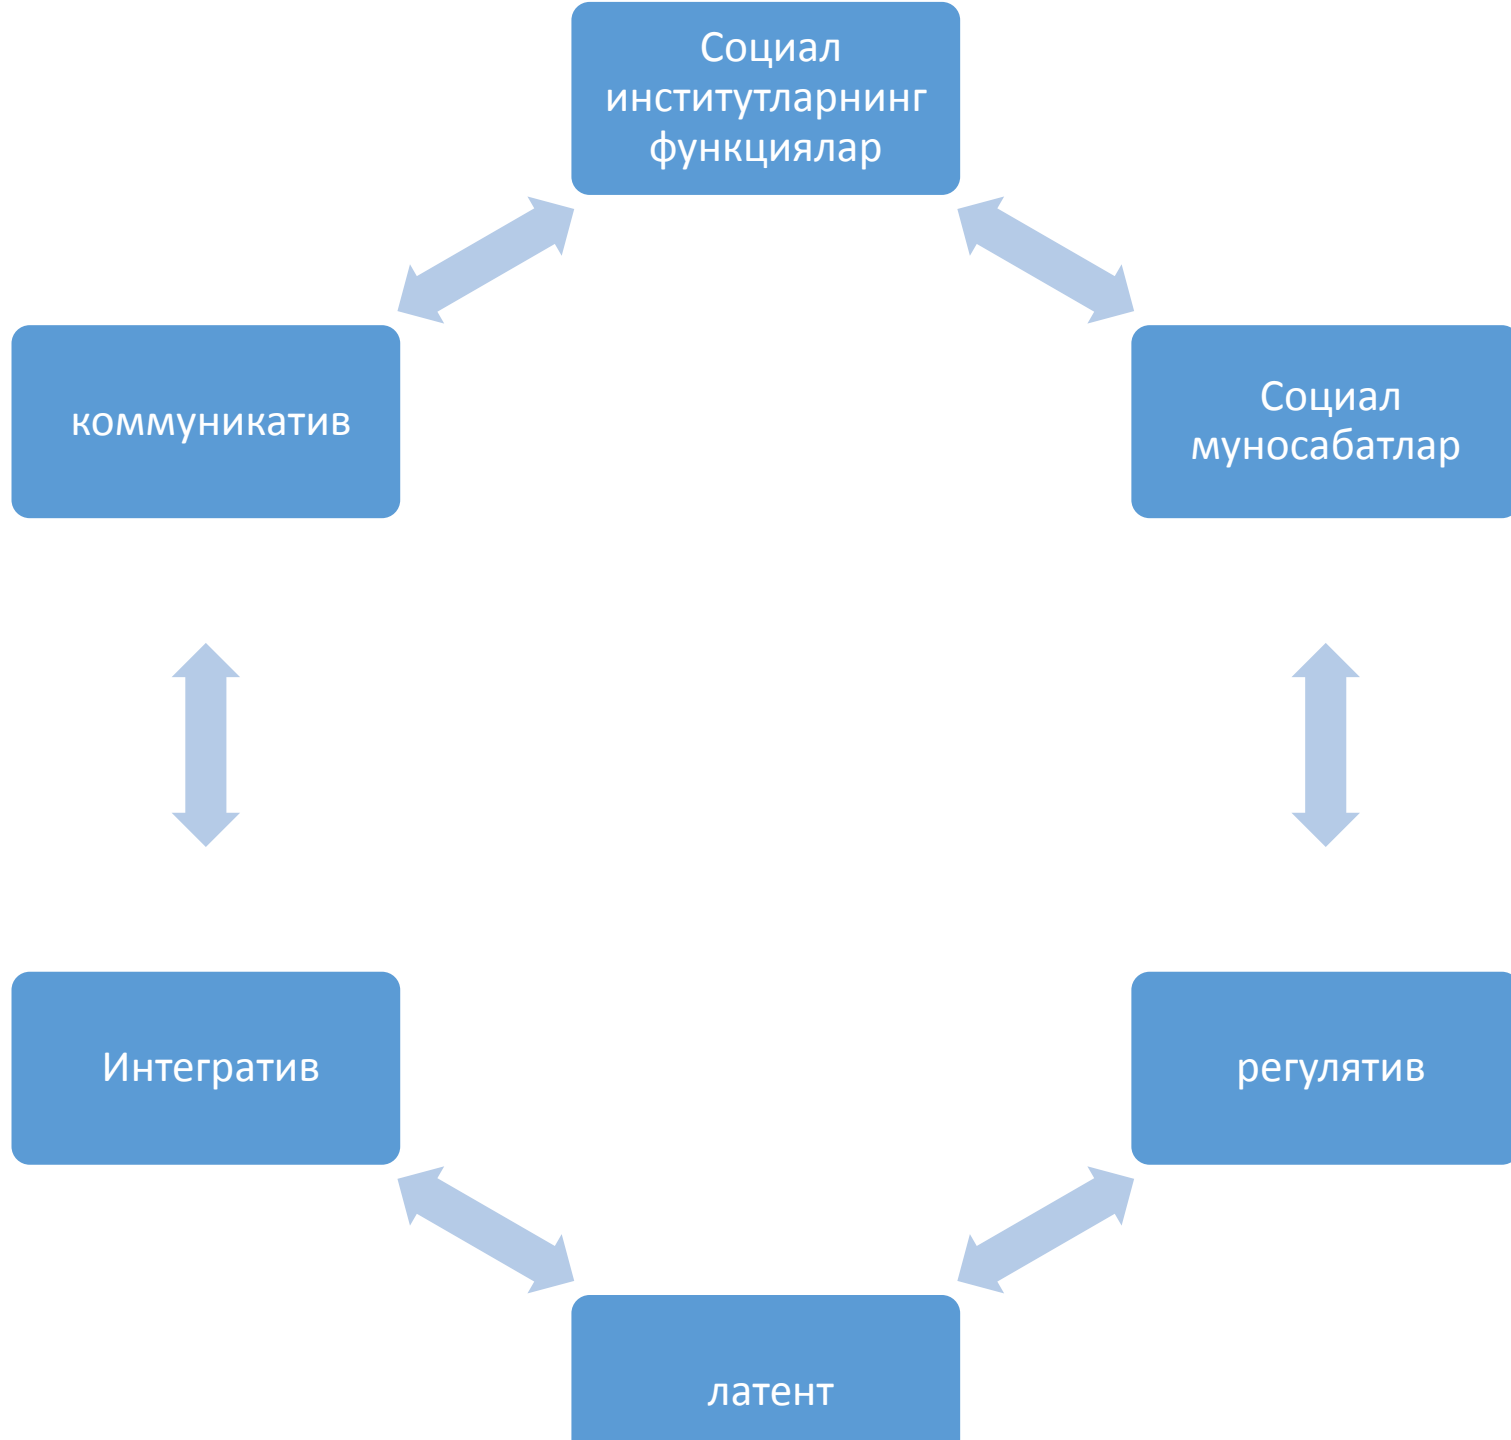 Социал
институтларнинг
функциялар
коммуникатив
Социал
муносабатлар
Интегратив
регулятив
латент